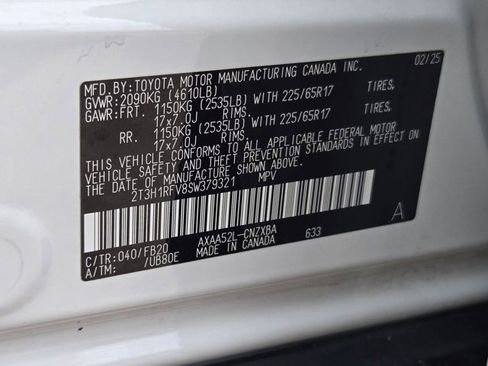 MFD.BY:TOYOTA MOTOR MANUFACTURING CANADA INC. 02/25
GVWR:2090KG (4610LB)
GAWR:FRT. 1150KG (2535LB) WITH 225/65R17 TIRES,
17x7.0J RIMS.
RR. 1150KG (2535LB) WITH 225/65R17 TIRES,
17x7.0J RIMS.
THIS VEHICLE CONFORMS TO ALL APPLICABLE FEDERAL MOTOR
VEHICLE SAFETY AND THEFT PREVENTION STANDARDS IN EFFECT
ON THE DATE OF MANUFACTURE SHOWN ABOVE.
2T3H1RFV8SW379321 MPV
A
C/TR:040/FB20 AXAA52L-CNZXBA 633
A/TM: /UB80E MADE IN CANADA